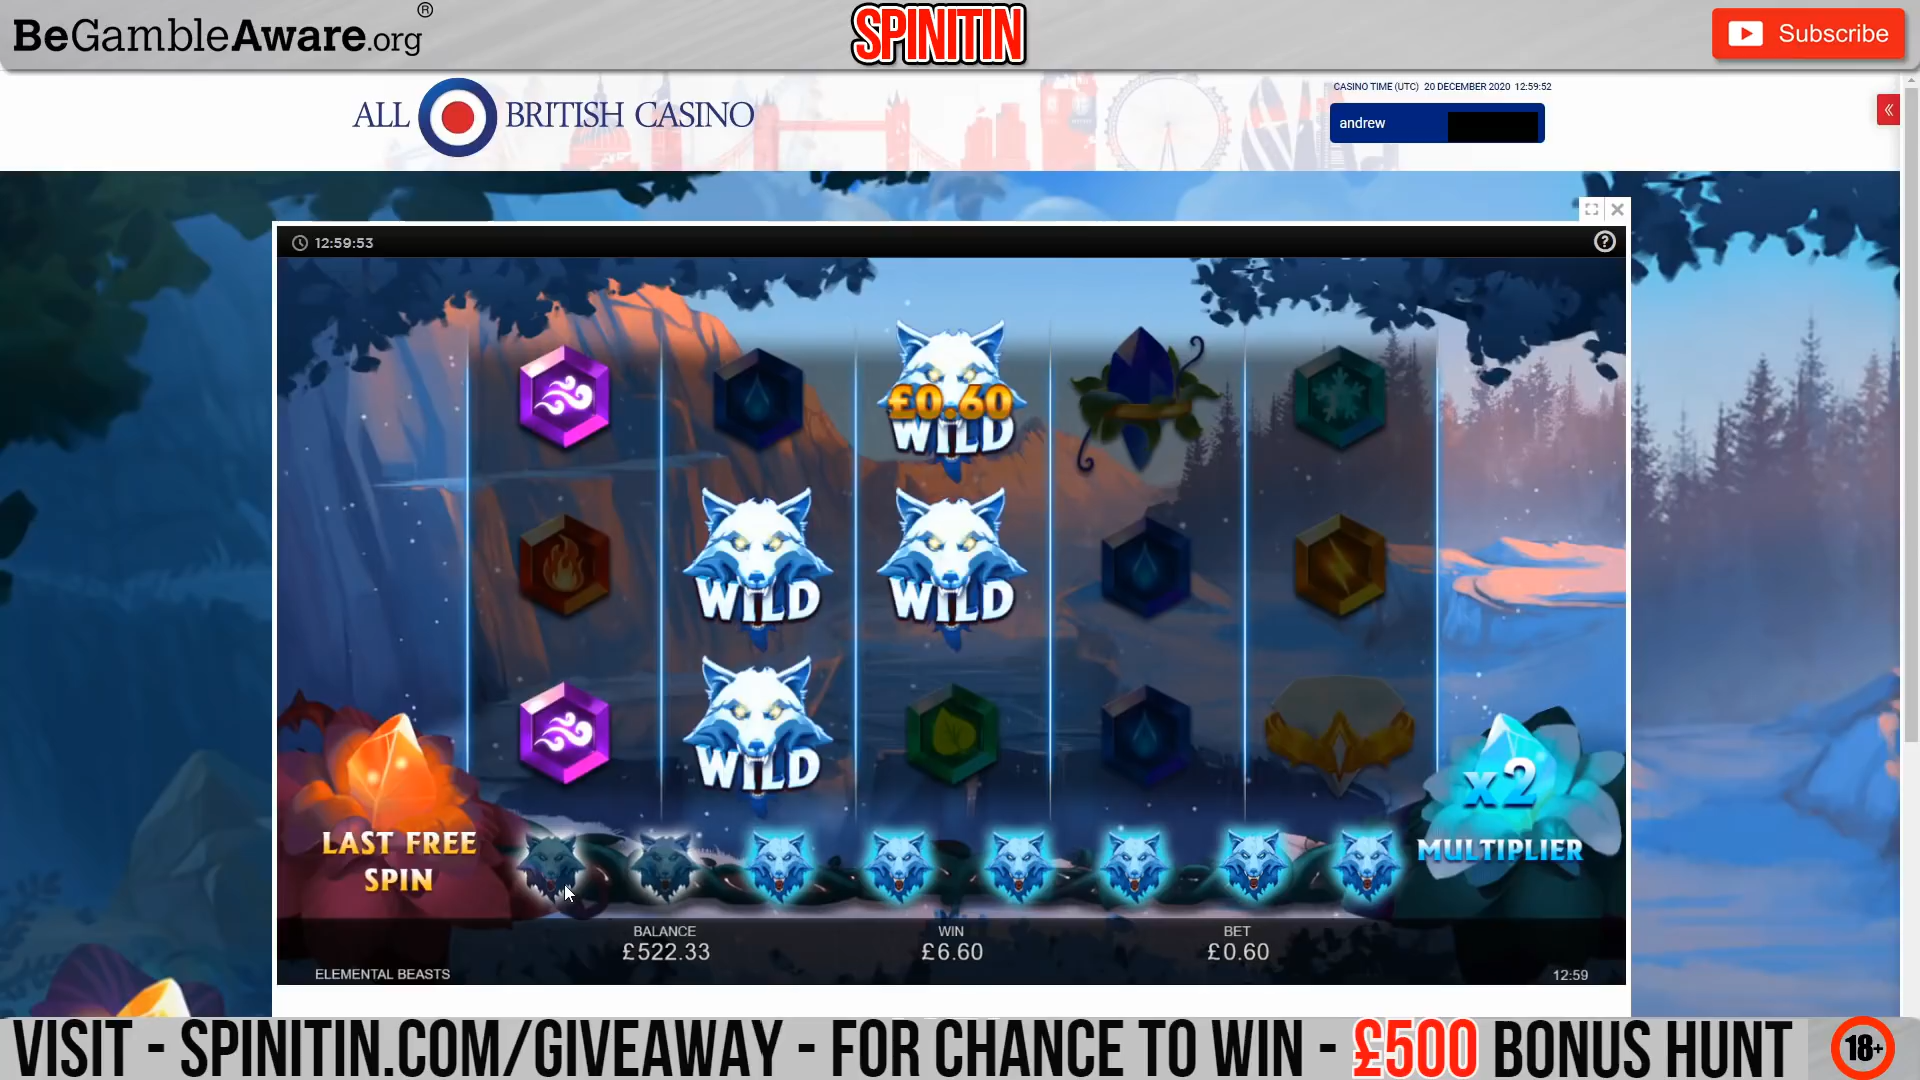 BeGambleAware.org®
SPINITIN
Subscribe
ALL BRITISH CASINO
CASINO TIME (UTC) 20 DECEMBER 2020 12:59:52
andrew
12:59:53
?
£0.60
WILD
WILD
WILD
WILD
LAST FREE
SPIN
x2
MULTIPLIER
BALANCE
£522.33
WIN
£6.60
BET
£0.60
ELEMENTAL BEASTS
12:59
VISIT - SPINITIN.COM/GIVEAWAY - FOR CHANCE TO WIN - £500 BONUS HUNT
18+